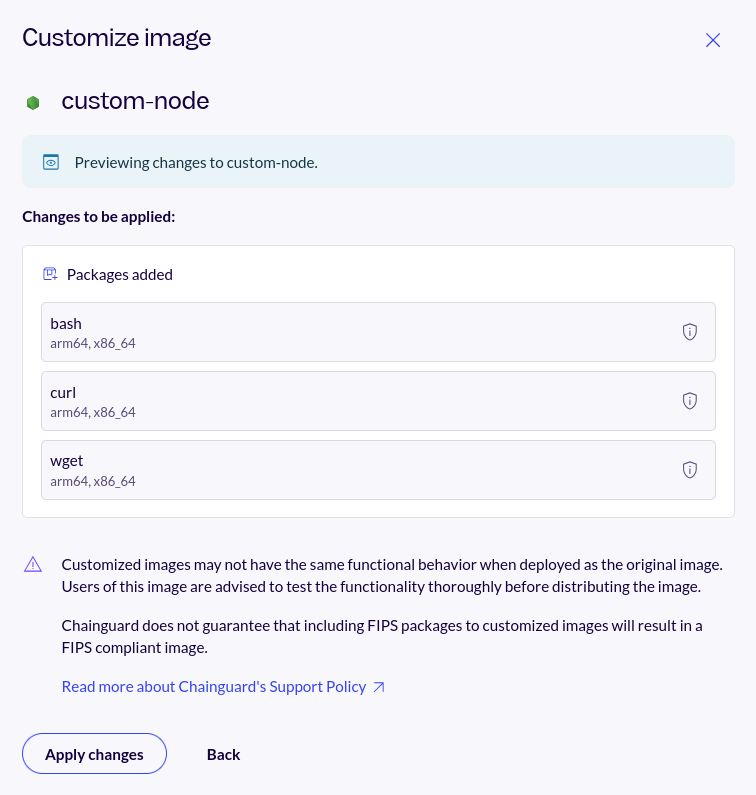 Customize image
custom-node
Previewing changes to custom-node.
Changes to be applied:
Packages added
bash
arm64, x86_64
curl
arm64, x86_64
wget
arm64, x86_64
Customized images may not have the same functional behavior when deployed as the original image.
Users of this image are advised to test the functionality thoroughly before distributing the image.
Chainguard does not guarantee that including FIPS packages to customized images will result in a
FIPS compliant image.
Read more about Chainguard's Support Policy
Apply changes
Back